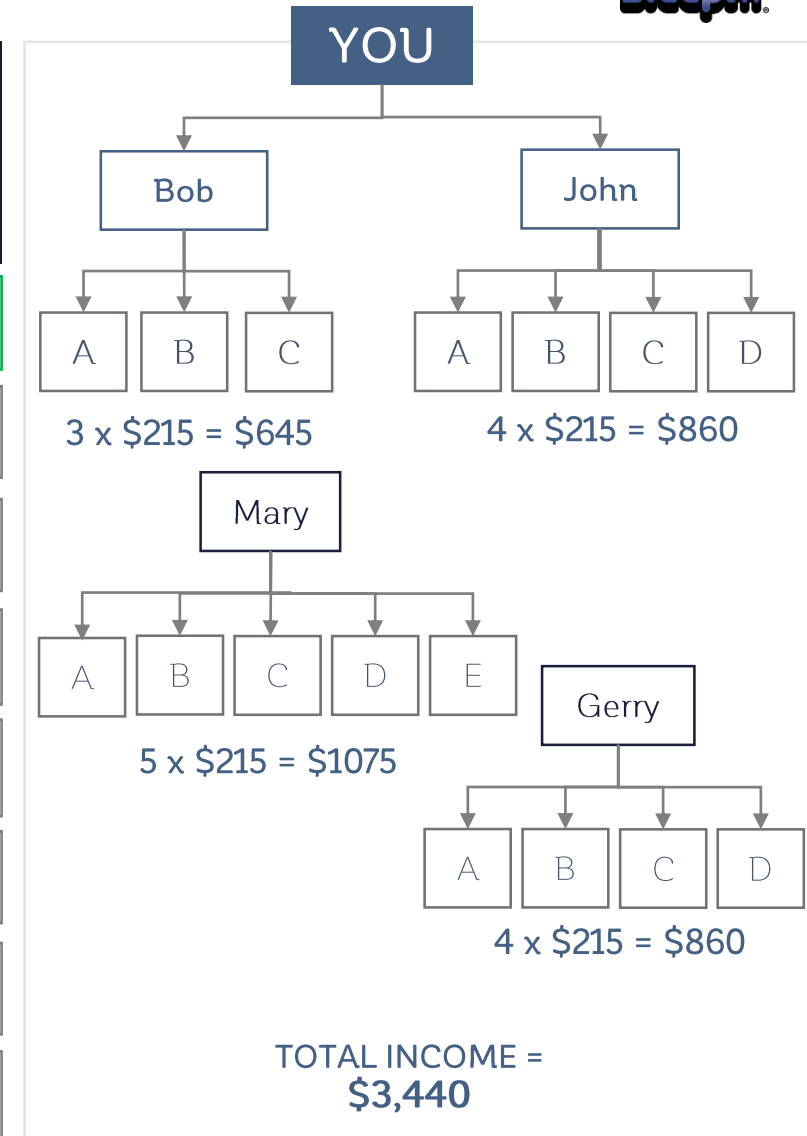 YOU
Bob
John
A B C
A B C D
3 x $215 = $645
4 x $215 = $860
Mary
A B C D E
Gerry
5 x $215 = $1075
A B C D
4 x $215 = $860
TOTAL INCOME =
$3,440